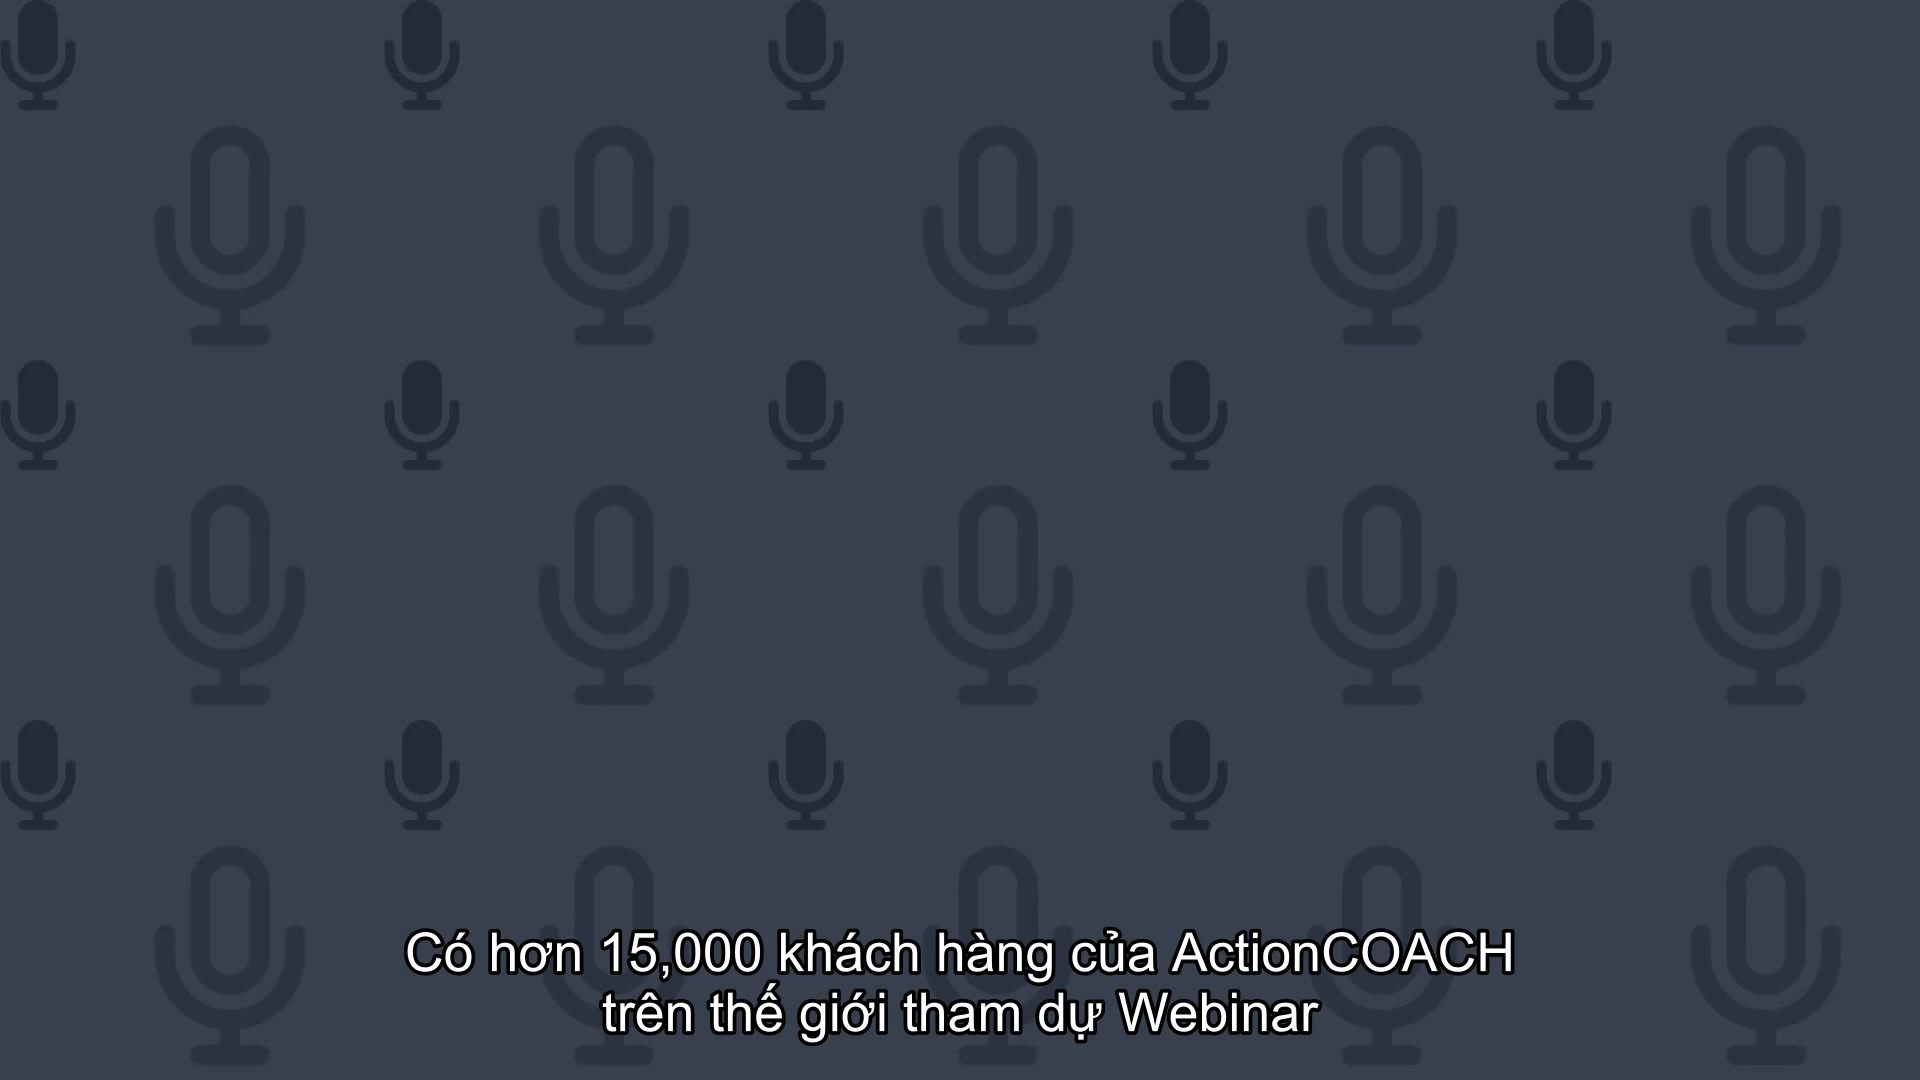 Có hơn 15,000 khách hàng của ActionCOACH
trên thế giới tham dự Webinar